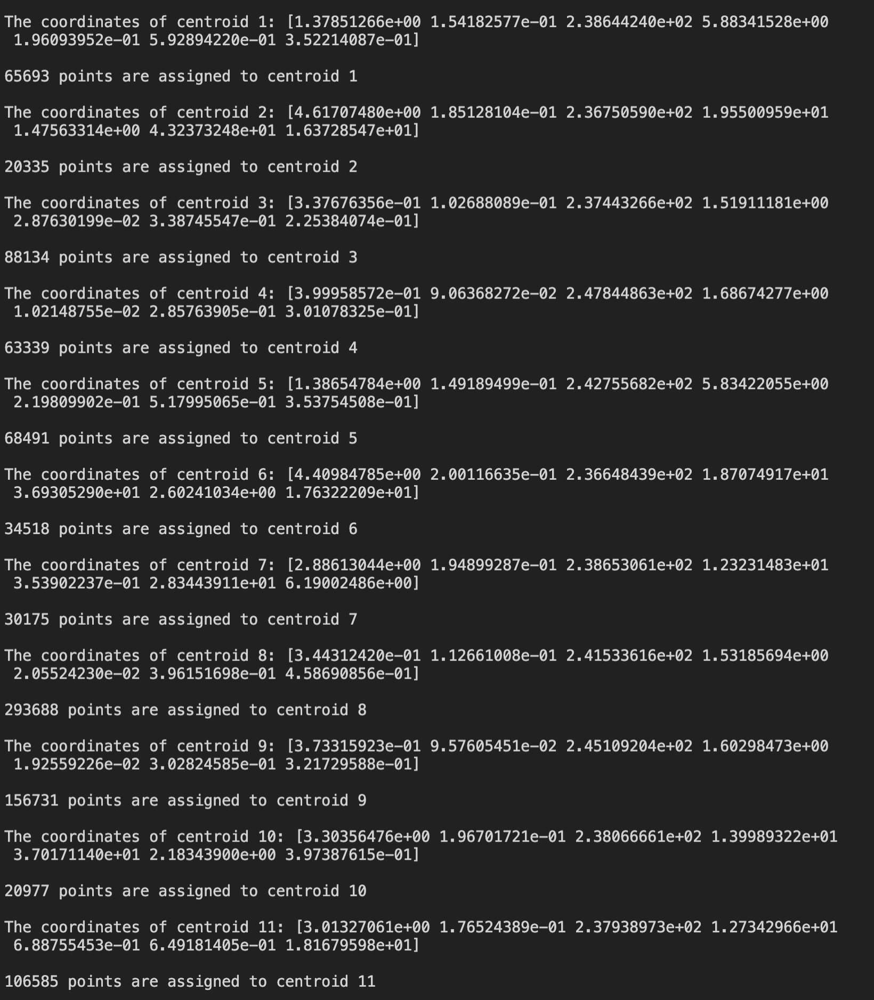 The coordinates of centroid 1: [1.37851266e+00 1.54182577e-01 2.38644240e+02 5.88341528e+00
1.96093952e-01 5.92894220e-01 3.52214087e-01]
65693 points are assigned to centroid 1
The coordinates of centroid 2: [4.61707480e+00 1.85128104e-01 2.36750590e+02 1.95500959e+01
1.47563314e+00 4.32373248e+01 1.63728547e+01]
20335 points are assigned to centroid 2
The coordinates of centroid 3: [3.37676356e-01 1.02688089e-01 2.37443266e+02 1.51911181e+00
2.87630199e-02 3.38745547e-01 2.25384074e-01]
88134 points are assigned to centroid 3
The coordinates of centroid 4: [3.99958572e-01 9.06368272e-02 2.47844863e+02 1.68674277e+00
1.02148755e-02 2.85763905e-01 3.01078325e-01]
63339 points are assigned to centroid 4
The coordinates of centroid 5: [1.38654784e+00 1.49189499e-01 2.42755682e+02 5.83422055e+00
2.19809902e-01 5.17995065e-01 3.53754508e-01]
68491 points are assigned to centroid 5
The coordinates of centroid 6: [4.40984785e+00 2.00116635e-01 2.36648439e+02 1.87074917e+01
3.69305290e+01 2.60241034e+00 1.76322209e+01]
34518 points are assigned to centroid 6
The coordinates of centroid 7: [2.88613044e+00 1.94899287e-01 2.38653061e+02 1.23231483e+01
3.53902237e-01 2.83443911e+01 6.19002486e+00]
30175 points are assigned to centroid 7
The coordinates of centroid 8: [3.44312420e-01 1.12661008e-01 2.41533616e+02 1.53185694e+00
2.05524230e-02 3.96151698e-01 4.58690856e-01]
293688 points are assigned to centroid 8
The coordinates of centroid 9: [3.73315923e-01 9.57605451e-02 2.45109204e+02 1.60298473e+00
1.92559226e-02 3.02824585e-01 3.21729588e-01]
156731 points are assigned to centroid 9
The coordinates of centroid 10: [3.30356476e+00 1.96701721e-01 2.38066661e+02 1.39989322e+01
3.70171140e+01 2.18343900e+00 3.97387615e-01]
20977 points are assigned to centroid 10
The coordinates of centroid 11: [3.01327061e+00 1.76524389e-01 2.37938973e+02 1.27342966e+01
6.88755453e-01 6.49181405e-01 1.81679598e+01]
106585 points are assigned to centroid 11